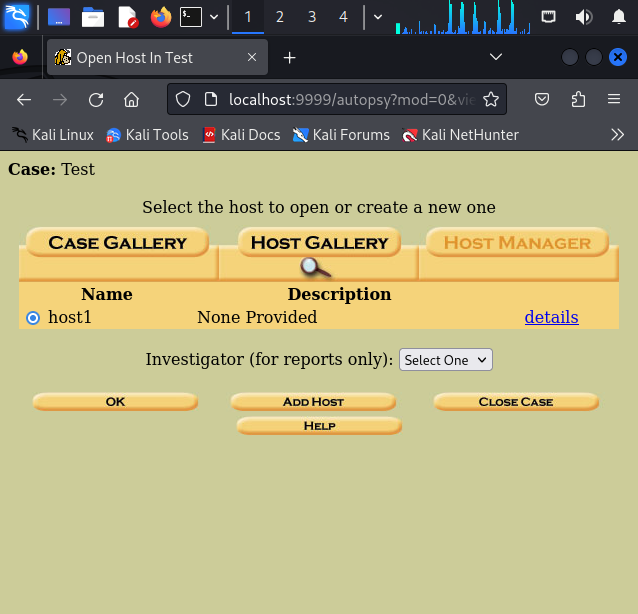 1 2 3 4
Open Host In Test
localhost:9999/autopsy?mod=0&vie
Kali Linux Kali Tools Kali Docs Kali Forums Kali NetHunter
Case: Test
Select the host to open or create a new one
CASE GALLERY HOST GALLERY HOST MANAGER
Name Description
host1 None Provided details
Investigator (for reports only): Select One
OK ADD HOST CLOSE CASE
HELP